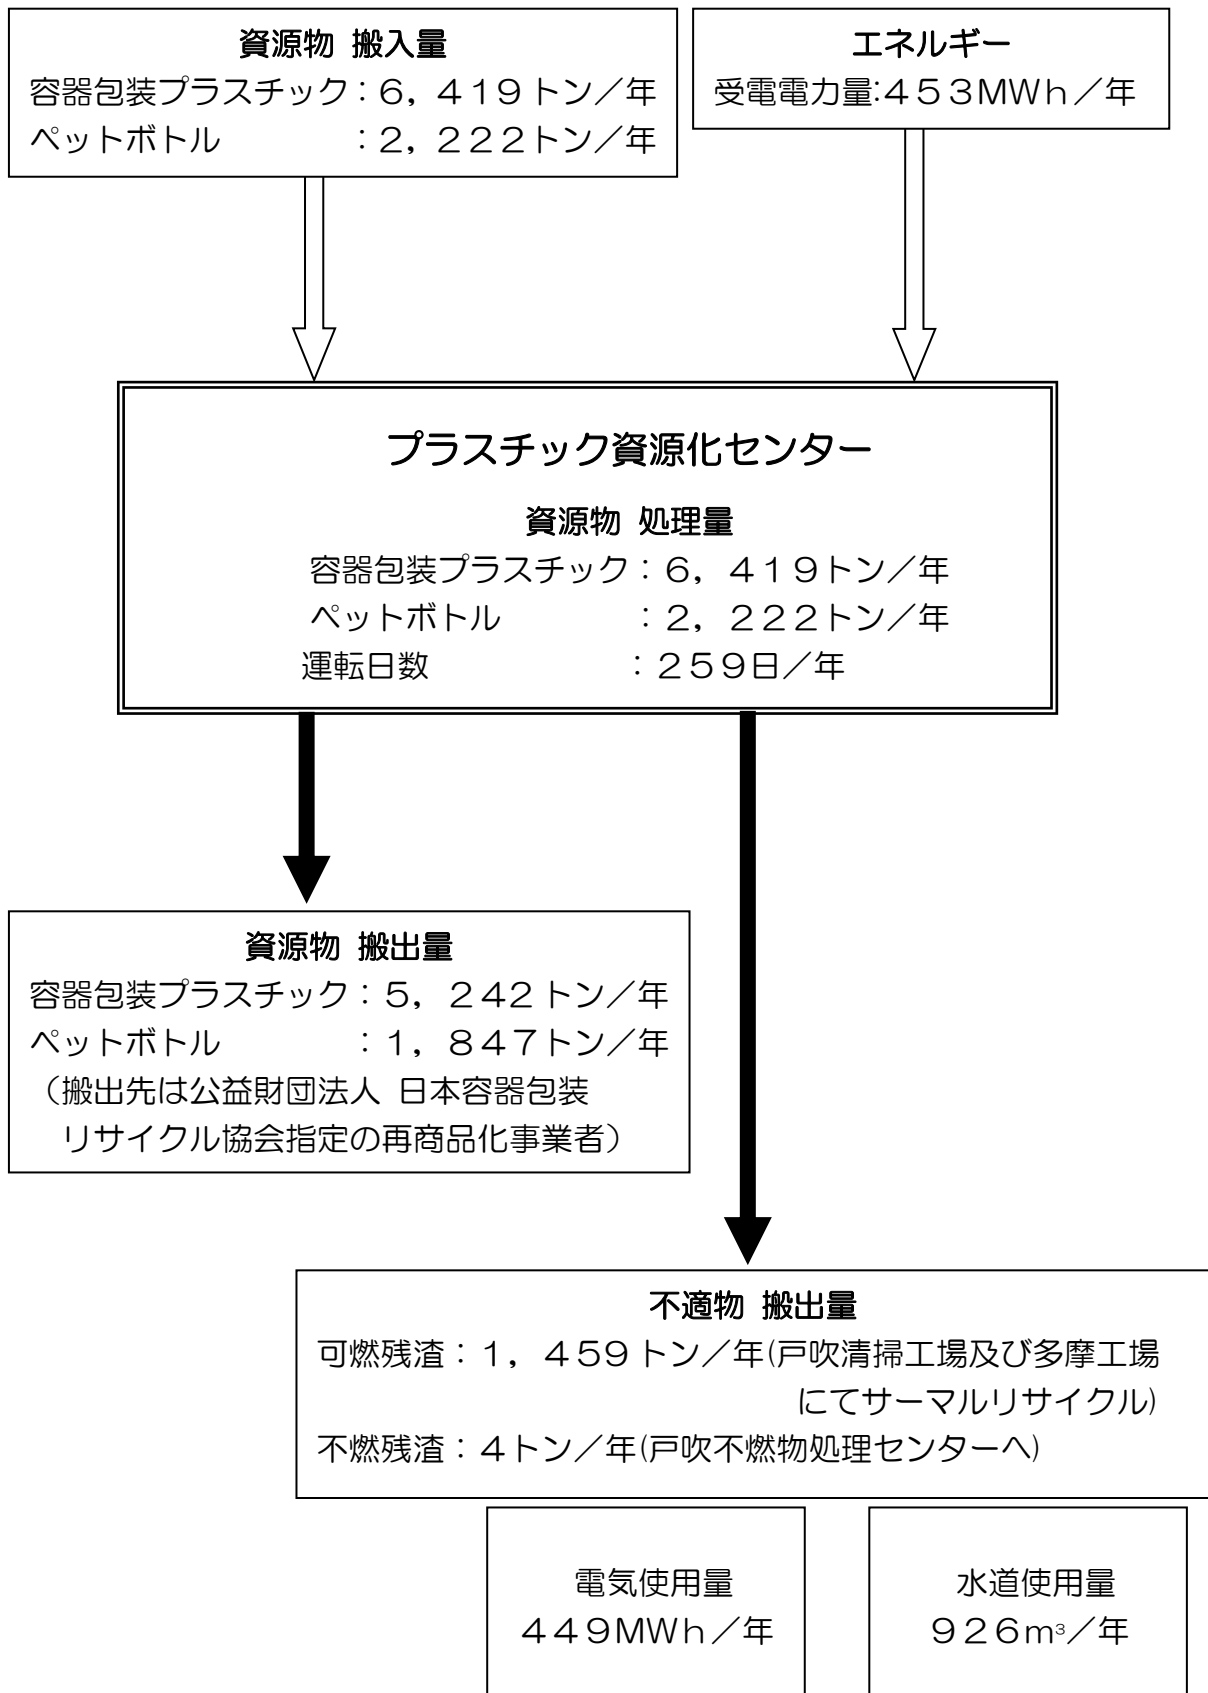 資源物 搬入量
容器包装プラスチック：６，４１９トン／年
ペットボトル　　　　：２，２２２トン／年
エネルギー
受電電力量:４５３MWh／年
プラスチック資源化センター
資源物 処理量
容器包装プラスチック：６，４１９トン／年
ペットボトル　　　　：２，２２２トン／年
運転日数　　　　　　：２５９日／年
資源物 搬出量
容器包装プラスチック：５，２４２トン／年
ペットボトル　　　　：１，８４７トン／年
（搬出先は公益財団法人 日本容器包装
リサイクル協会指定の再商品化事業者）
不適物 搬出量
可燃残渣：１，４５９トン／年(戸吹清掃工場及び多摩工場
にてサーマルリサイクル)
不燃残渣：４トン／年(戸吹不燃物処理センターへ)
電気使用量
４４９MWh／年
水道使用量
９２６m³／年